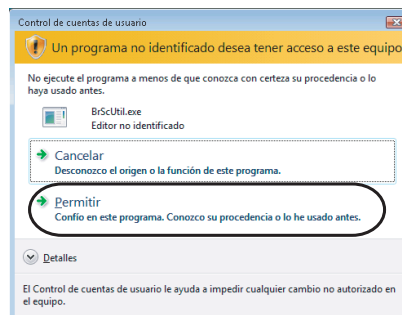 Control de cuentas de usuario
Un programa no identificado desea tener acceso a este equipo
No ejecute el programa a menos de que conozca con certeza su procedencia o lo
haya usado antes.
BrScUtil.exe
Editor no identificado
Cancelar
Desconozco el origen o la función de este programa.
Permitir
Confío en este programa. Conozco su procedencia o lo he usado antes.
Detalles
El Control de cuentas de usuario le ayuda a impedir cualquier cambio no autorizado en
el equipo.